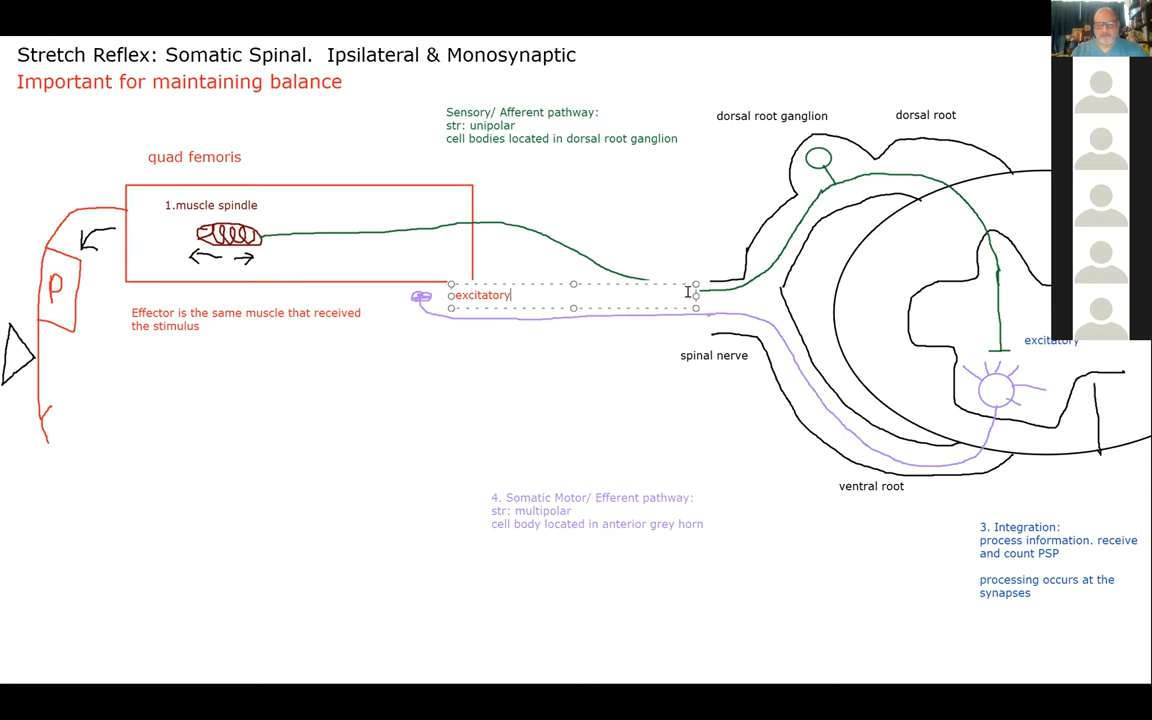 Stretch Reflex: Somatic Spinal.  Ipsilateral & Monosynaptic
Important for maintaining balance
Sensory/ Afferent pathway:
str: unipolar
cell bodies located in dorsal root ganglion
dorsal root ganglion
dorsal root
quad femoris
1.muscle spindle
P
excitatory
Effector is the same muscle that received
the stimulus
spinal nerve
excitatory
ventral root
4. Somatic Motor/ Efferent pathway:
str: multipolar
cell body located in anterior grey horn
3. Integration:
process information. receive
and count PSP
processing occurs at the
synapses